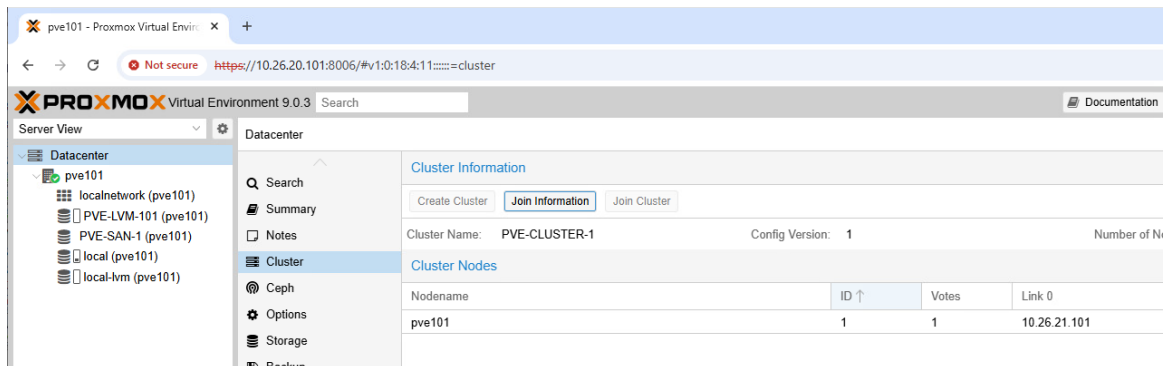 pve101 - Proxmox Virtual Enviro
Not secure https://10.26.20.101:8006/#v1:0:18:4:11::::::=cluster
PROXMOX Virtual Environment 9.0.3 Search Documentation
Server View
Datacenter
pve101
localnetwork (pve101)
PVE-LVM-101 (pve101)
PVE-SAN-1 (pve101)
local (pve101)
local-lvm (pve101)
Datacenter
Search
Summary
Notes
Cluster
Ceph
Options
Storage
Backup
Cluster Information
Create Cluster Join Information Join Cluster
Cluster Name: PVE-CLUSTER-1 Config Version: 1 Number of N
Cluster Nodes
Nodename ID ↑ Votes Link 0
pve101 1 1 10.26.21.101